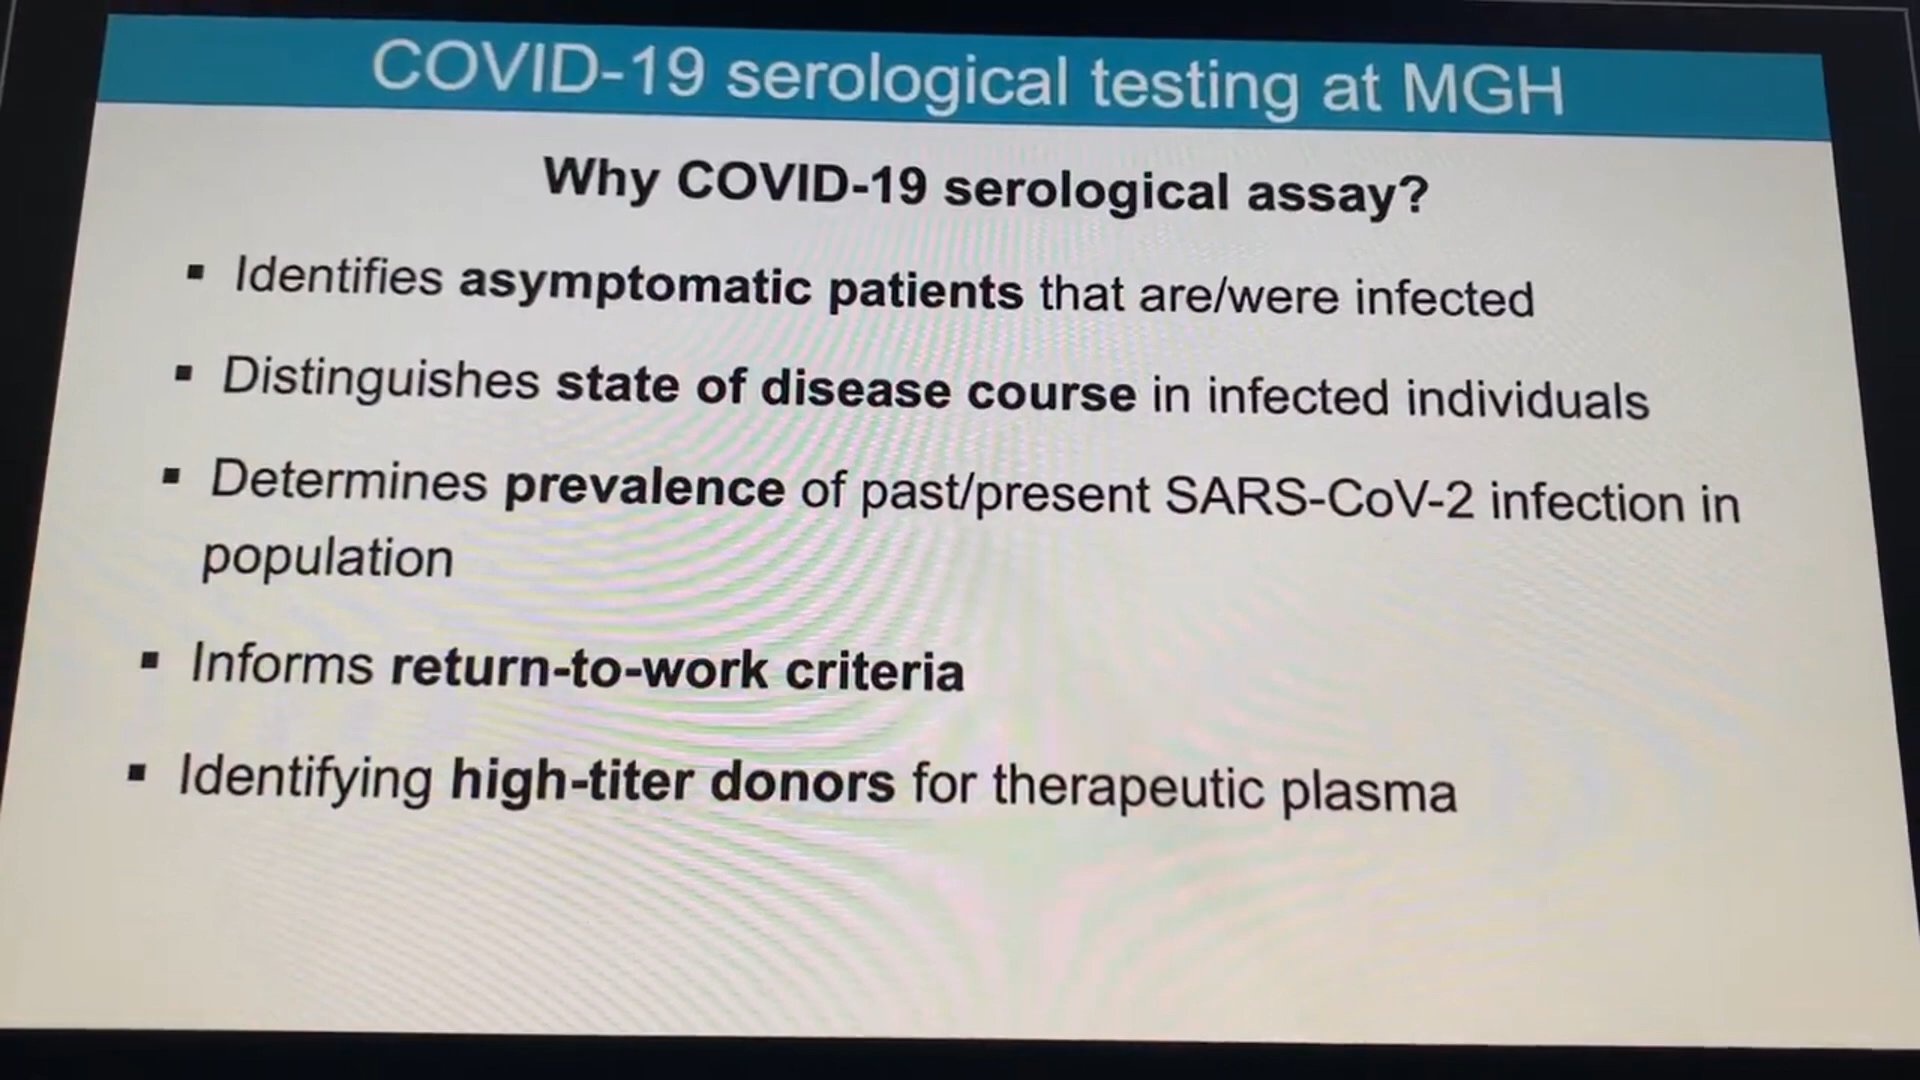 COVID-19 serological testing at MGH
Why COVID-19 serological assay?
▪ Identifies asymptomatic patients that are/were infected
▪ Distinguishes state of disease course in infected individuals
▪ Determines prevalence of past/present SARS-CoV-2 infection in
population
▪ Informs return-to-work criteria
▪ Identifying high-titer donors for therapeutic plasma